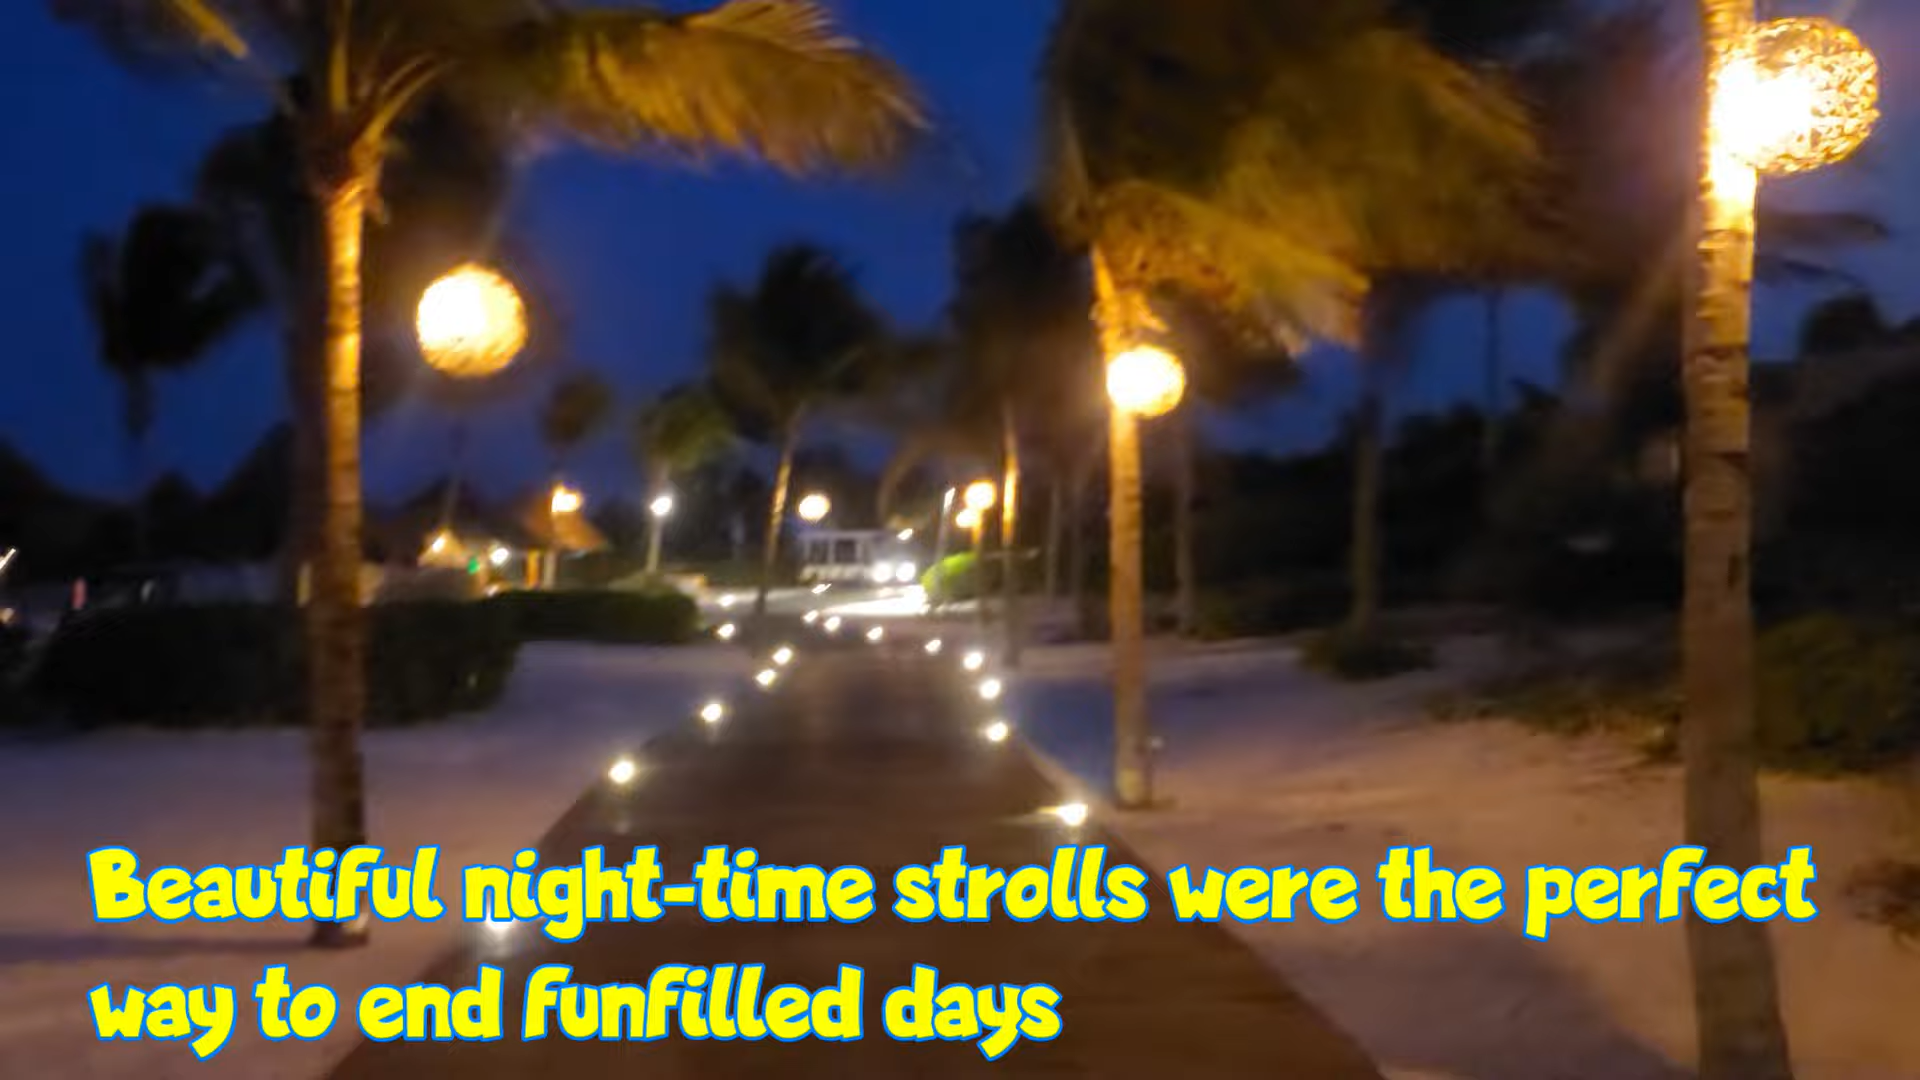 Beautiful night-time strolls were the perfect
way to end funfilled days